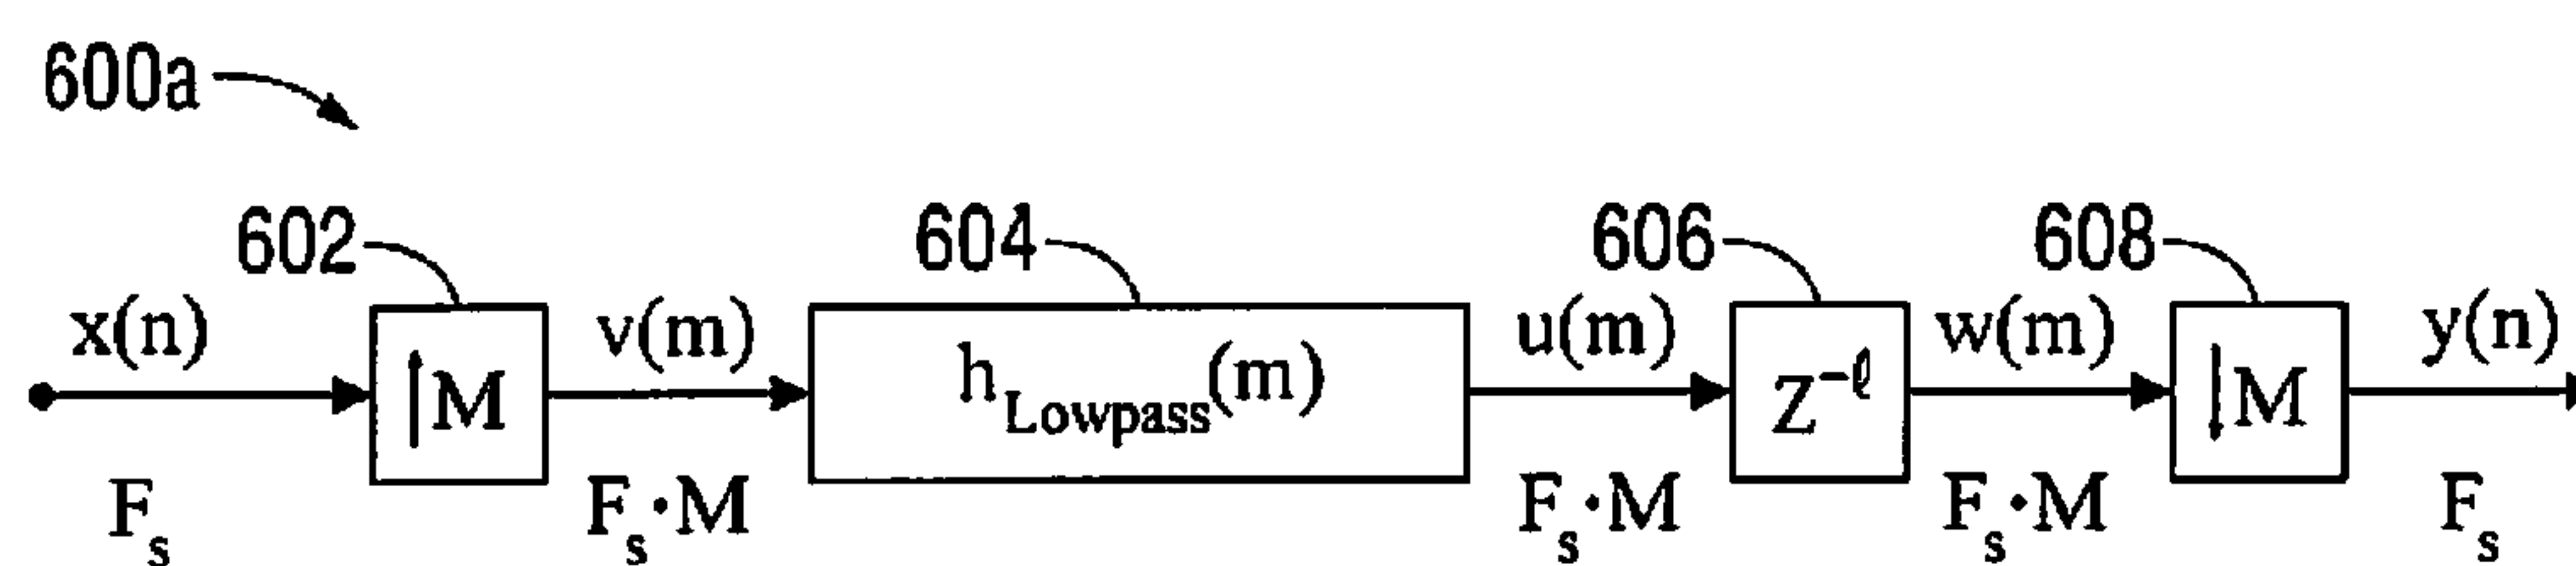 600a
602 604 606 608
x(n) ↑M v(m) h_Lowpass(m) u(m) Z^-ℓ w(m) ↓M y(n)
F_s F_s·M F_s·M F_s·M F_s